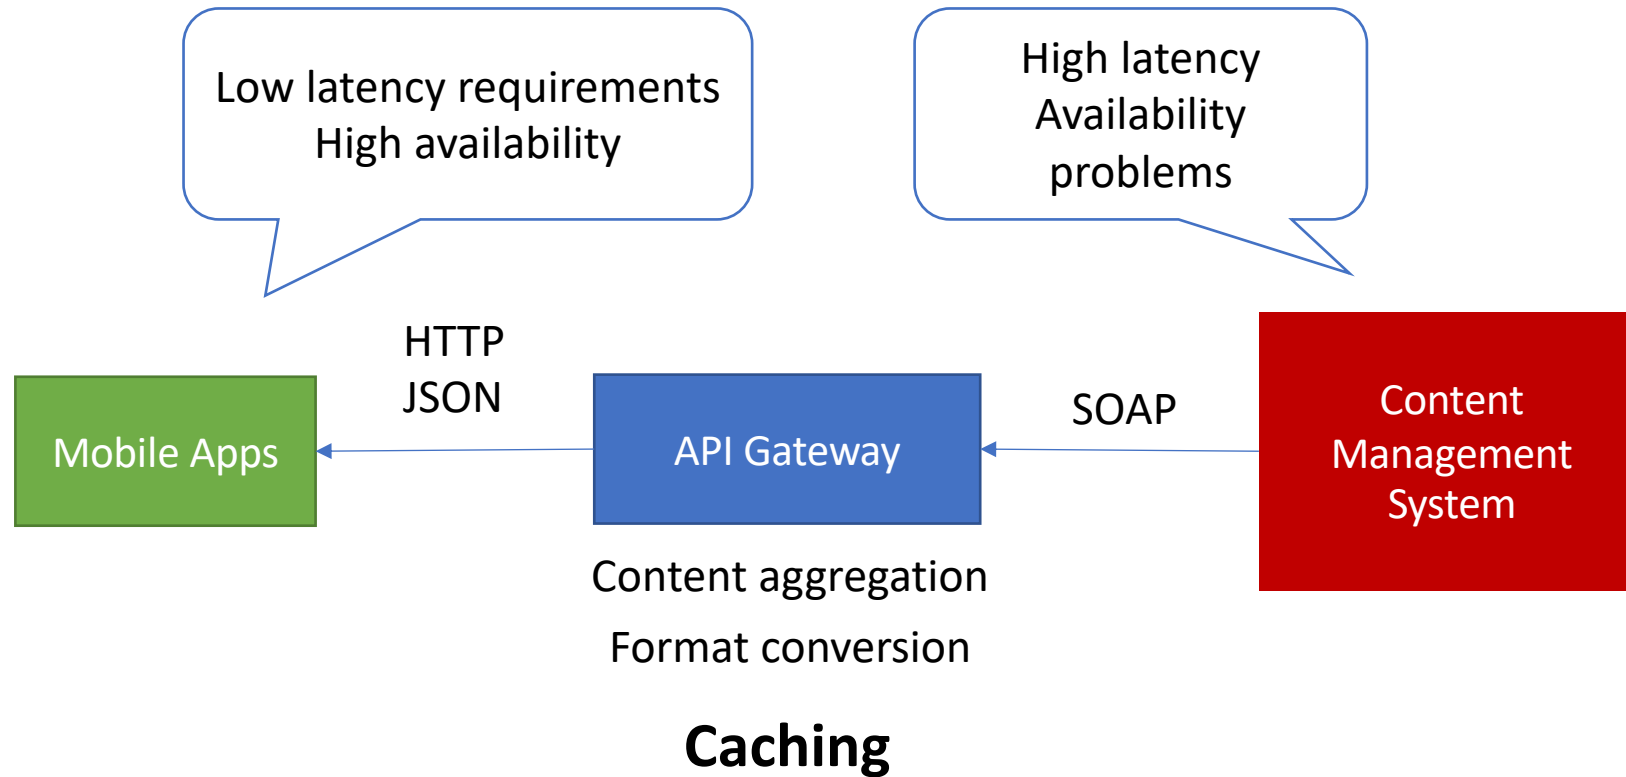 Low latency requirements
High availability
High latency
Availability
problems
HTTP
JSON
SOAP
Mobile Apps
API Gateway
Content
Management
System
Content aggregation
Format conversion
Caching